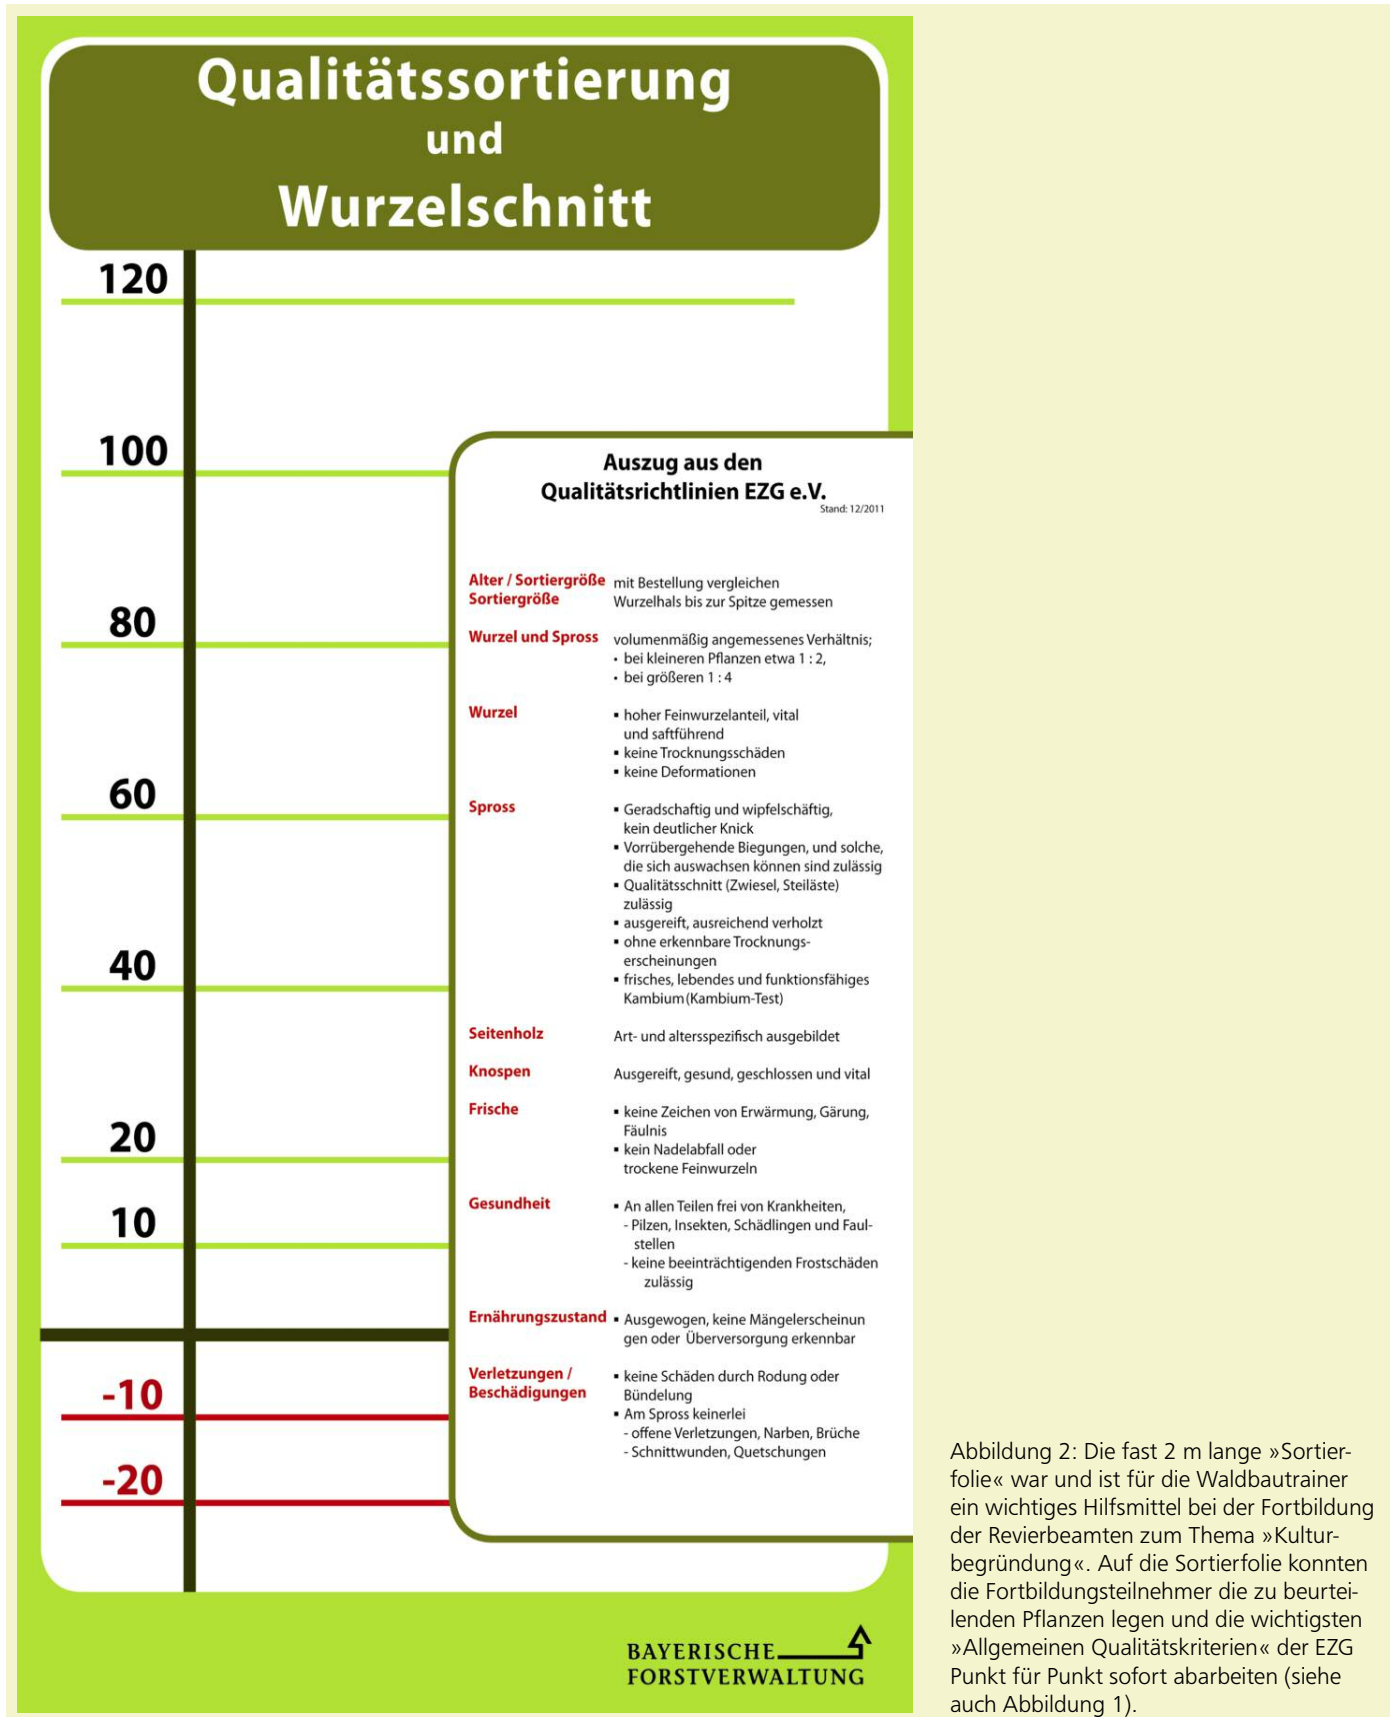 Qualitätssortierung
und
Wurzelschnitt
120
100
80
60
40
20
10
-10
-20
Auszug aus den
Qualitätsrichtlinien EZG e.V.
Stand: 12/2011
Alter / Sortiergröße mit Bestellung vergleichen
Sortiergröße Wurzelhals bis zur Spitze gemessen
Wurzel und Spross volumenmäßig angemessenes Verhältnis;
• bei kleineren Pflanzen etwa 1 : 2,
• bei größeren 1 : 4
Wurzel ▪ hoher Feinwurzelanteil, vital
und saftführend
▪ keine Trocknungsschäden
▪ keine Deformationen
Spross ▪ Geradschaftig und wipfelschäftig,
kein deutlicher Knick
▪ Vorrübergehende Biegungen, und solche,
die sich auswachsen können sind zulässig
▪ Qualitätsschnitt (Zwiesel, Steiläste)
zulässig
▪ ausgereift, ausreichend verholzt
▪ ohne erkennbare Trocknungs-
erscheinungen
▪ frisches, lebendes und funktionsfähiges
Kambium (Kambium-Test)
Seitenholz Art- und altersspezifisch ausgebildet
Knospen Ausgereift, gesund, geschlossen und vital
Frische ▪ keine Zeichen von Erwärmung, Gärung,
Fäulnis
▪ kein Nadelabfall oder
trockene Feinwurzeln
Gesundheit ▪ An allen Teilen frei von Krankheiten,
- Pilzen, Insekten, Schädlingen und Faul-
stellen
- keine beeinträchtigenden Frostschäden
zulässig
Ernährungszustand ▪ Ausgewogen, keine Mängelerscheinun
gen oder Überversorgung erkennbar
Verletzungen / ▪ keine Schäden durch Rodung oder
Beschädigungen Bündelung
▪ Am Spross keinerlei
- offene Verletzungen, Narben, Brüche
- Schnittwunden, Quetschungen
BAYERISCHE
FORSTVERWALTUNG
Abbildung 2: Die fast 2 m lange »Sortier-
folie« war und ist für die Waldbautrainer
ein wichtiges Hilfsmittel bei der Fortbildung
der Revierbeamten zum Thema »Kultur-
begründung«. Auf die Sortierfolie konnten
die Fortbildungsteilnehmer die zu beurtei-
lenden Pflanzen legen und die wichtigsten
»Allgemeinen Qualitätskriterien« der EZG
Punkt für Punkt sofort abarbeiten (siehe
auch Abbildung 1).